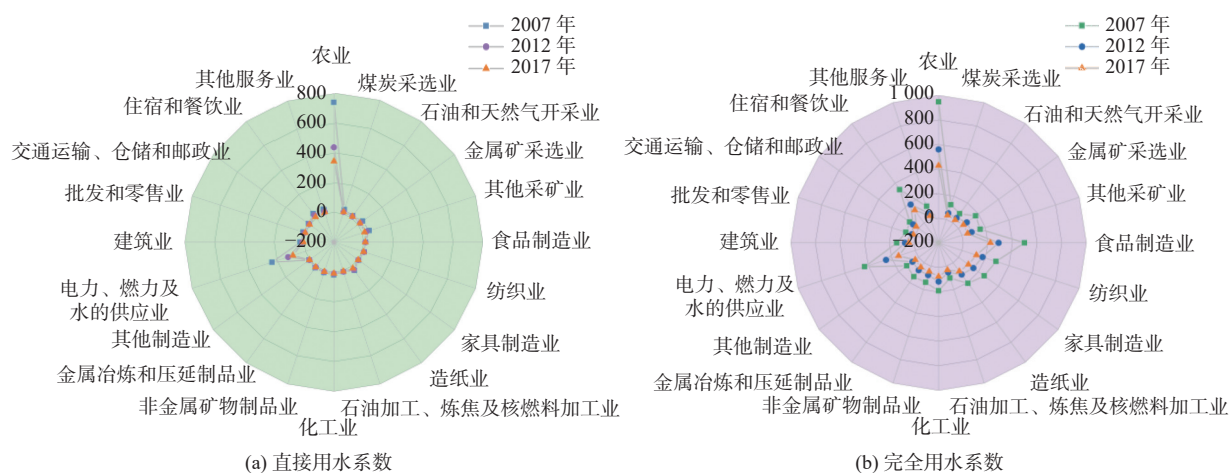 2007 年
2012 年
2017 年
农业
煤炭采选业
石油和天然气开采业
金属矿采选业
其他采矿业
食品制造业
纺织业
家具制造业
造纸业
石油加工、炼焦及核燃料加工业
化工业
非金属矿物制品业
金属冶炼和压延制品业
其他制造业
电力、燃力及
水的供应业
建筑业
批发和零售业
交通运输、仓储和邮政业
住宿和餐饮业
其他服务业
800
600
400
200
0
−200
(a) 直接用水系数
2007 年
2012 年
2017 年
农业
煤炭采选业
石油和天然气开采业
金属矿采选业
其他采矿业
食品制造业
纺织业
家具制造业
造纸业
石油加工、炼焦及核燃料加工业
化工业
非金属矿物制品业
金属冶炼和压延制品业
其他制造业
电力、燃力及
水的供应业
建筑业
批发和零售业
交通运输、仓储和邮政业
住宿和餐饮业
其他服务业
1 000
800
600
400
200
0
−200
(b) 完全用水系数